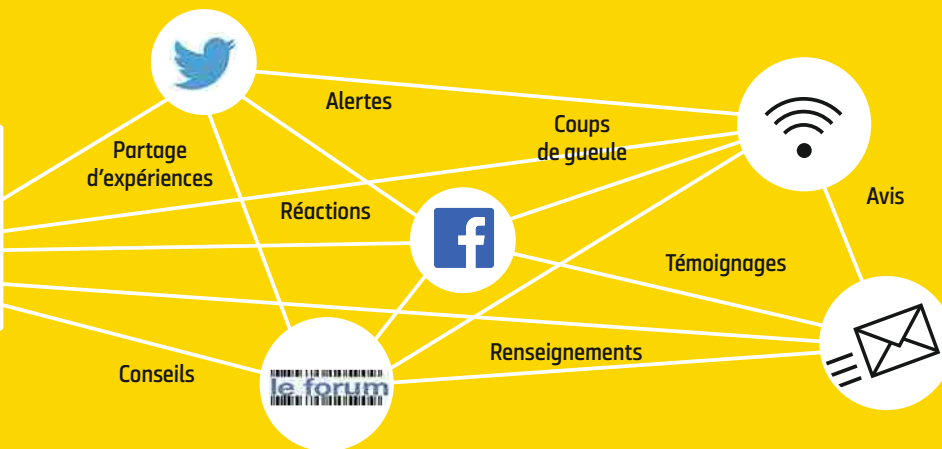 Alertes
Coups
de gueule
Partage
d'expériences
Avis
Réactions
Témoignages
Renseignements
Conseils
le forum